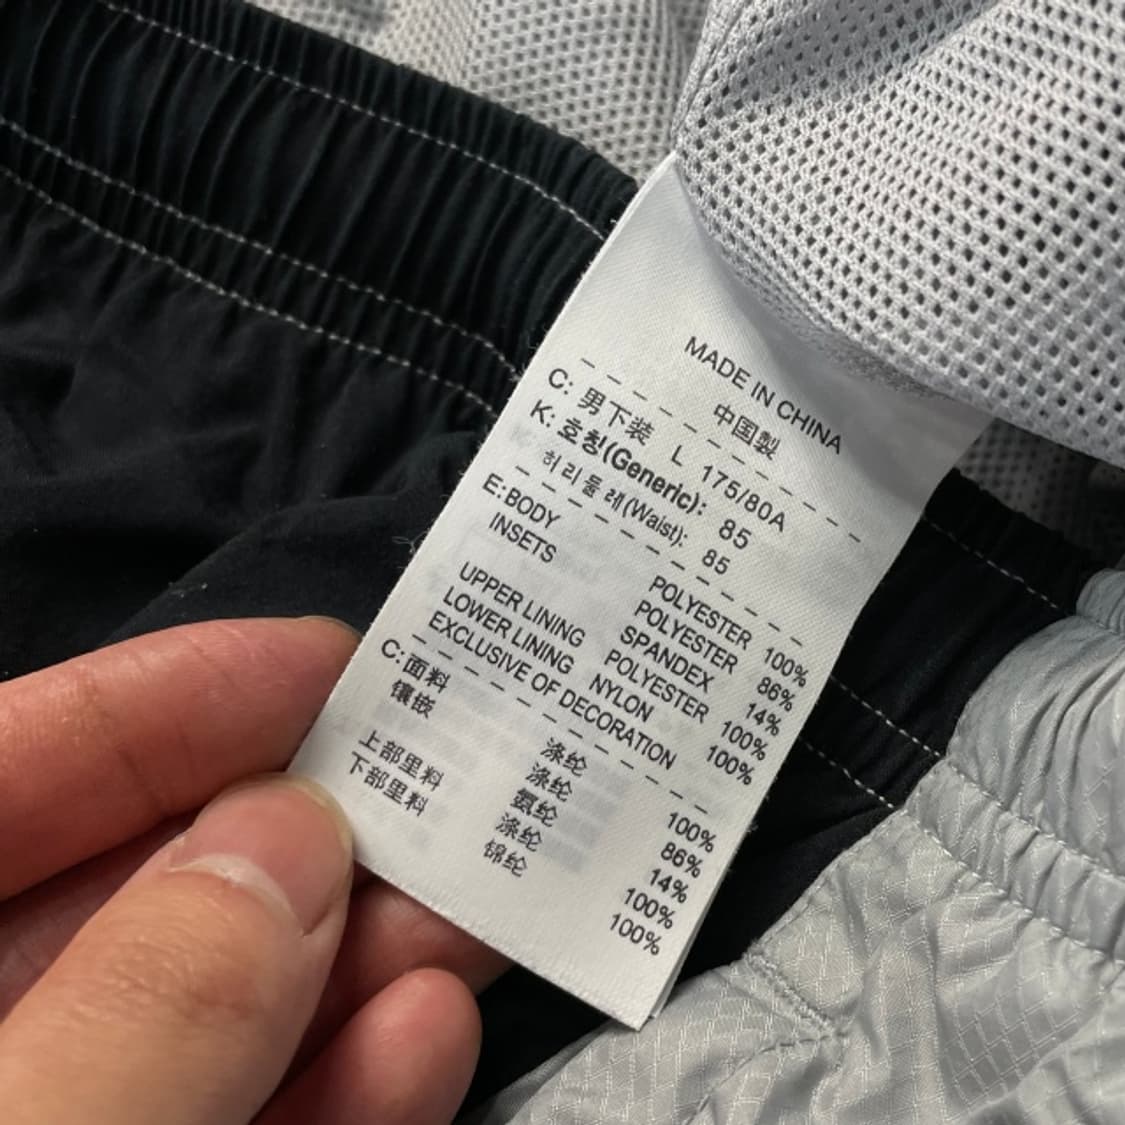 MADE IN CHINA
中国製
C: 男下装 L 175/80A
K: 호칭(Generic): 85
허리둘레(Waist): 85
E: BODY POLYESTER 100%
INSETS POLYESTER 86%
SPANDEX 14%
UPPER LINING POLYESTER 100%
LOWER LINING NYLON 100%
EXCLUSIVE OF DECORATION
C: 面料 涤纶 100%
镶嵌 涤纶 86%
氨纶 14%
上部里料 涤纶 100%
下部里料 锦纶 100%